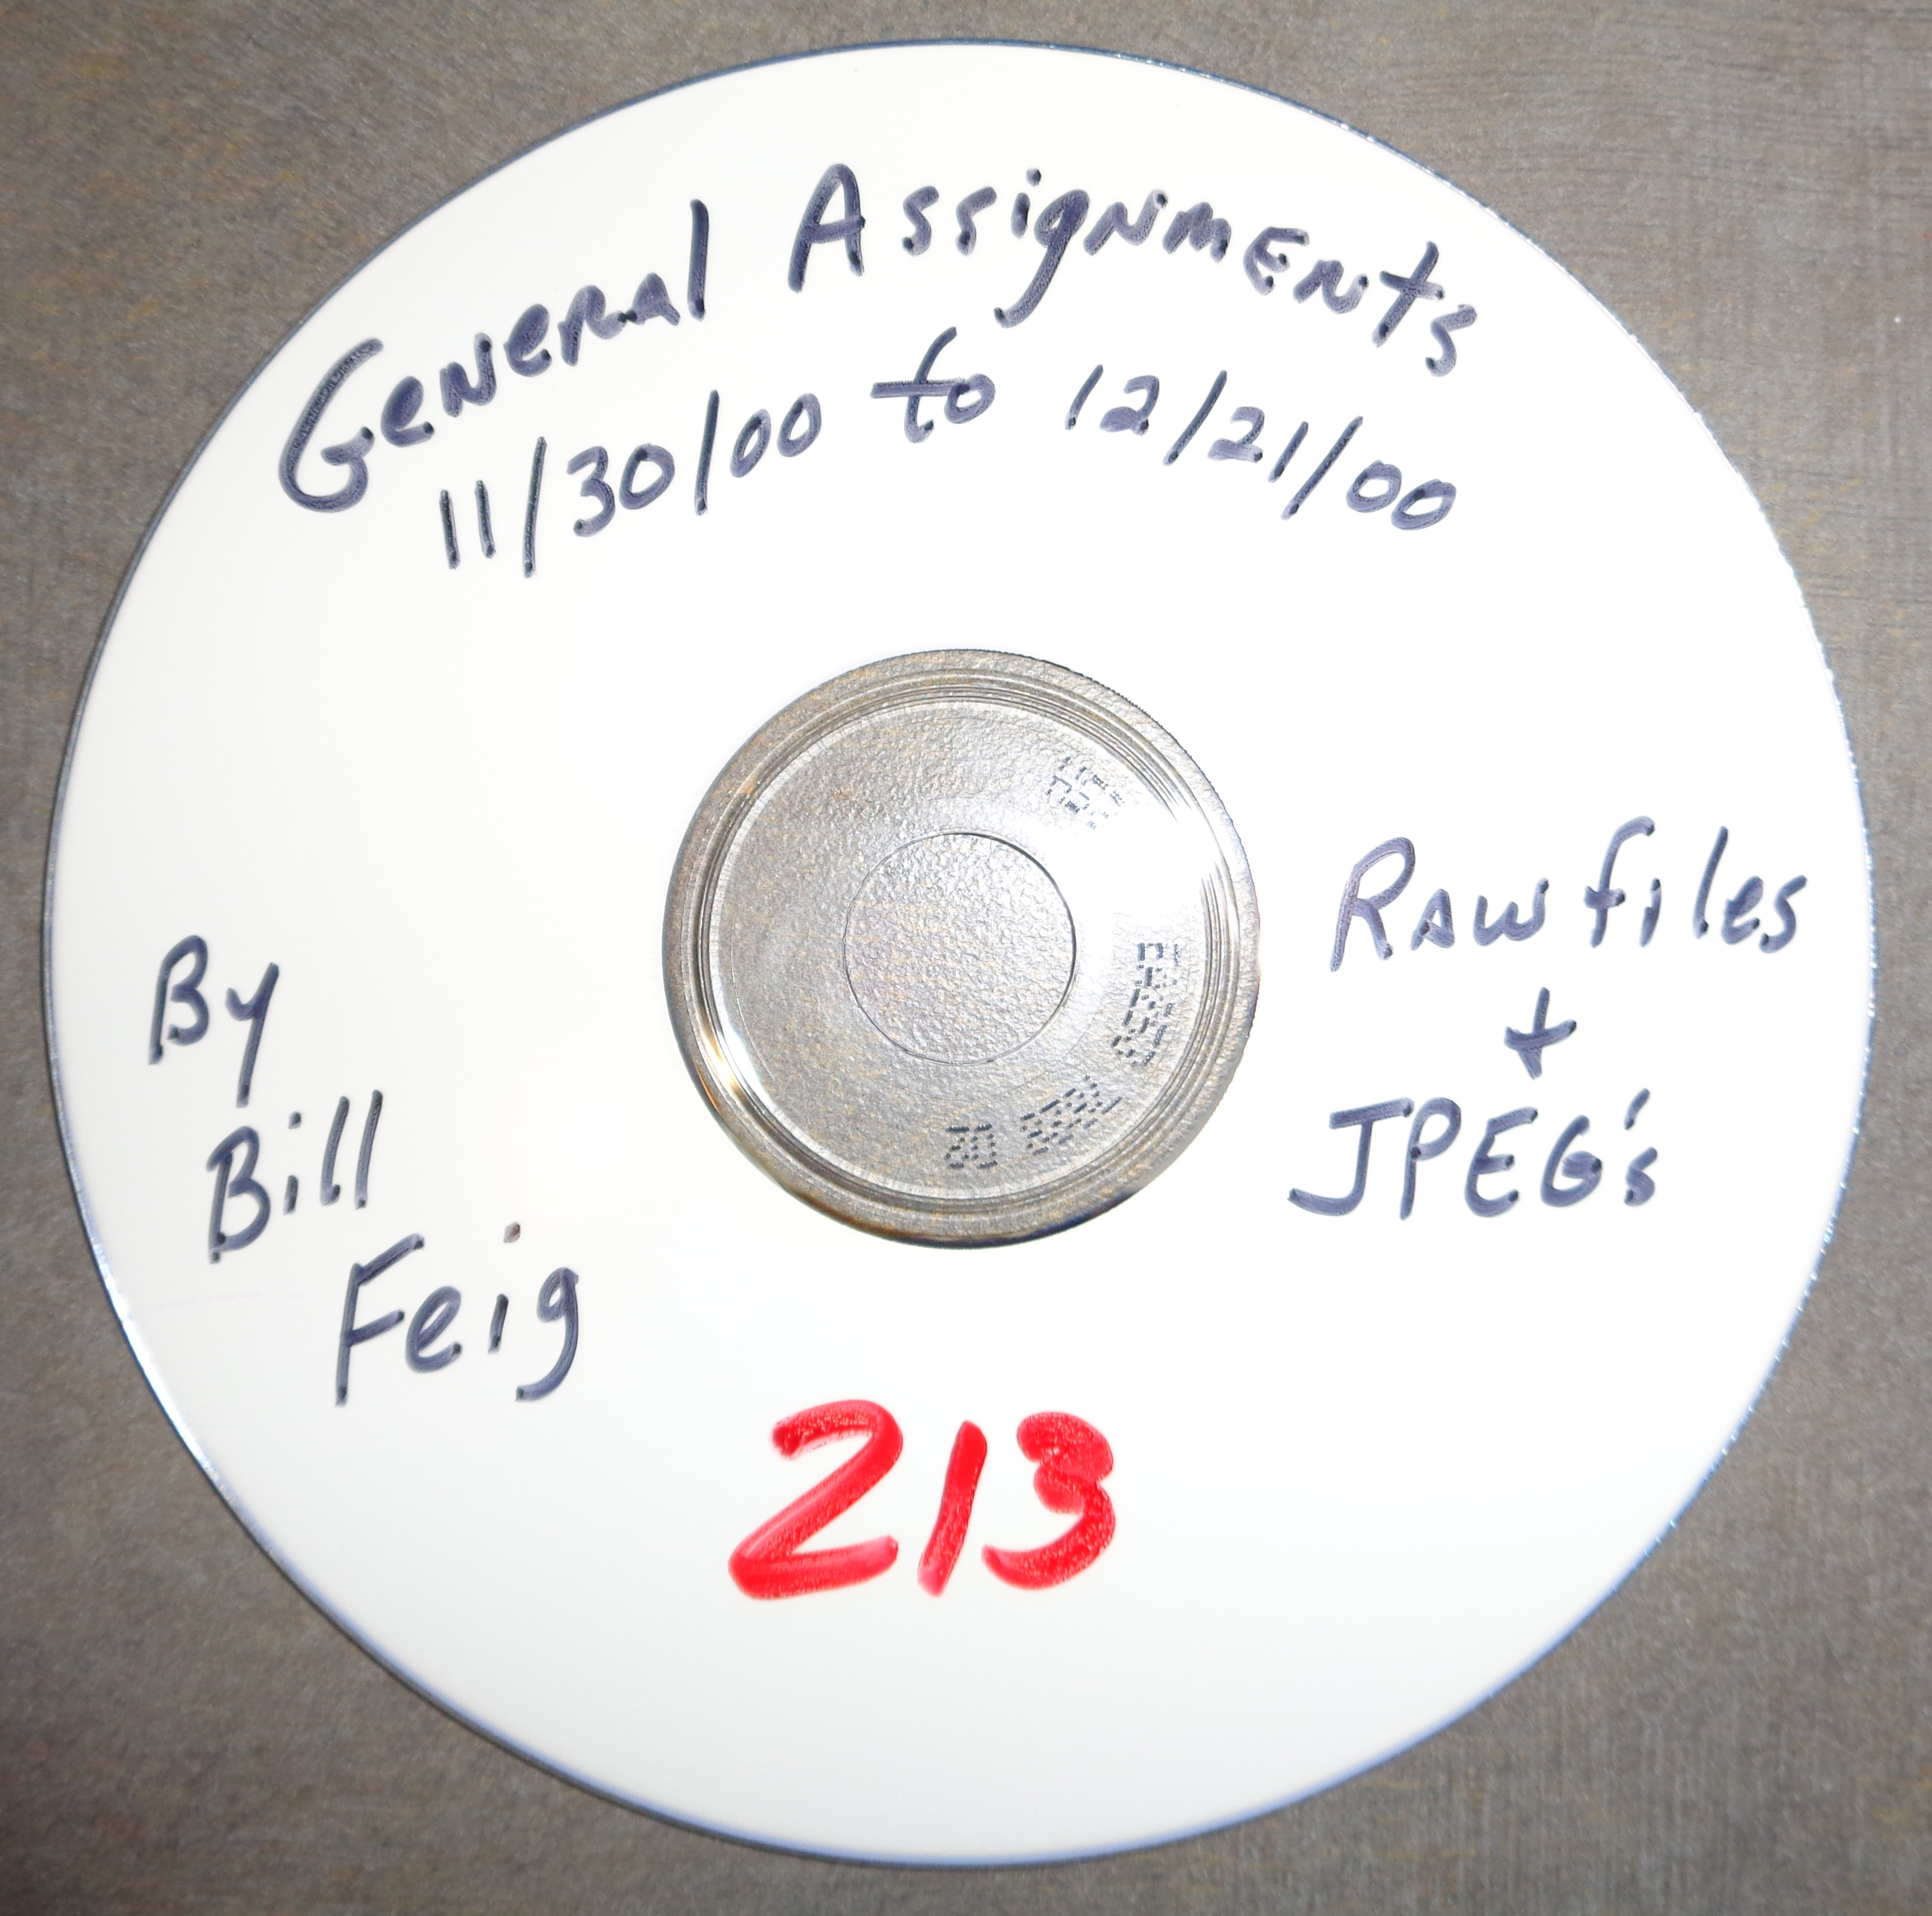 General Assignments
11/30/00 to 12/21/00
By
Bill
Feig
Raw files
+
JPEG's
213